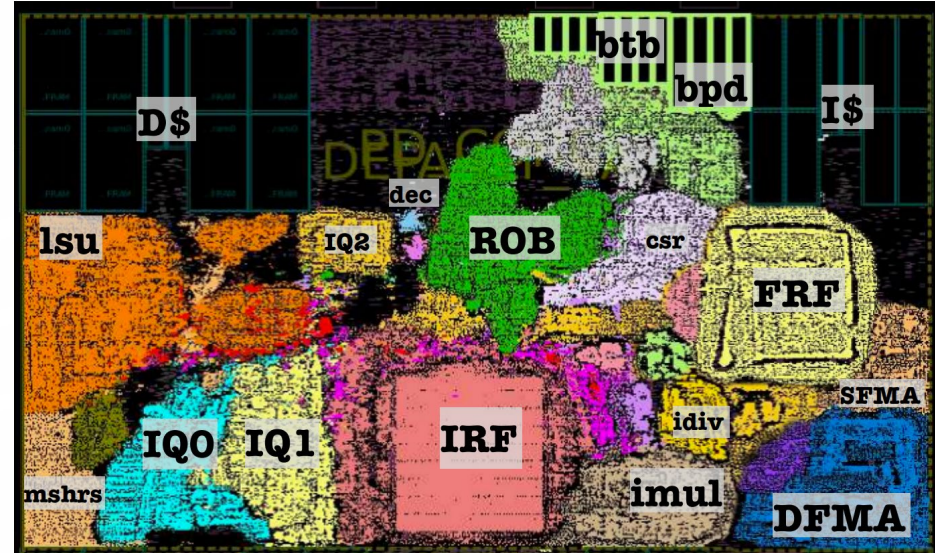 btb
bpd
D$
I$
dec
lsu
IQ2
ROB
csr
FRF
SFMA
idiv
IQ0
IQ1
IRF
mshrs
imul
DFMA